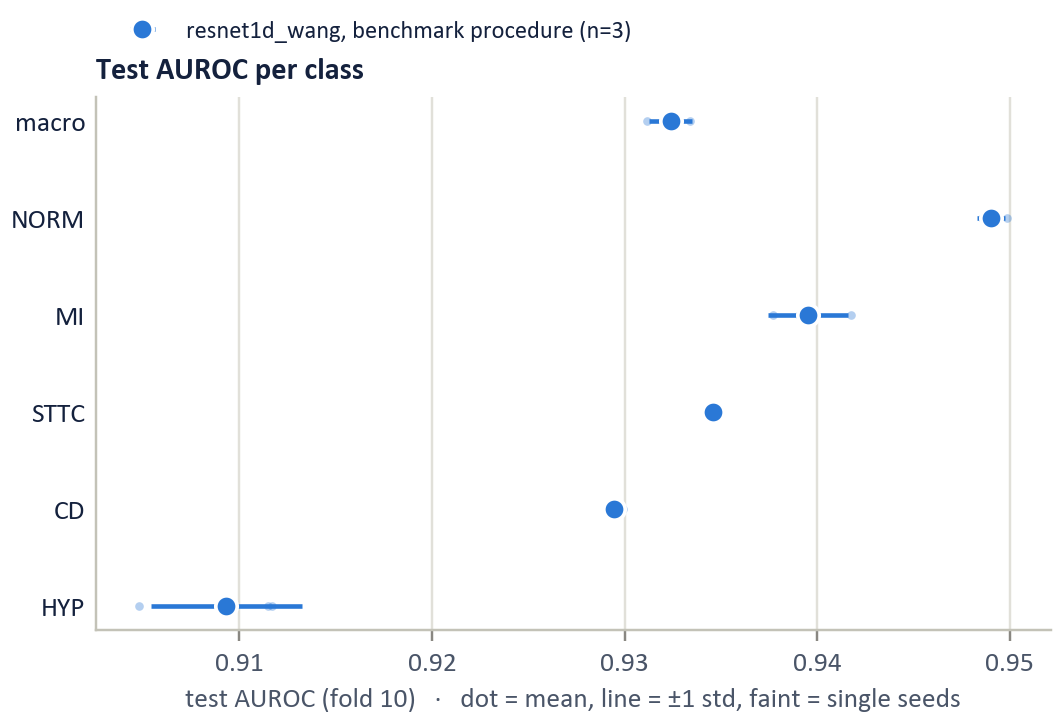 resnet1d_wang, benchmark procedure (n=3)
Test AUROC per class
macro
NORM
MI
STTC
CD
HYP
0.91 0.92 0.93 0.94 0.95
test AUROC (fold 10) · dot = mean, line = ±1 std, faint = single seeds